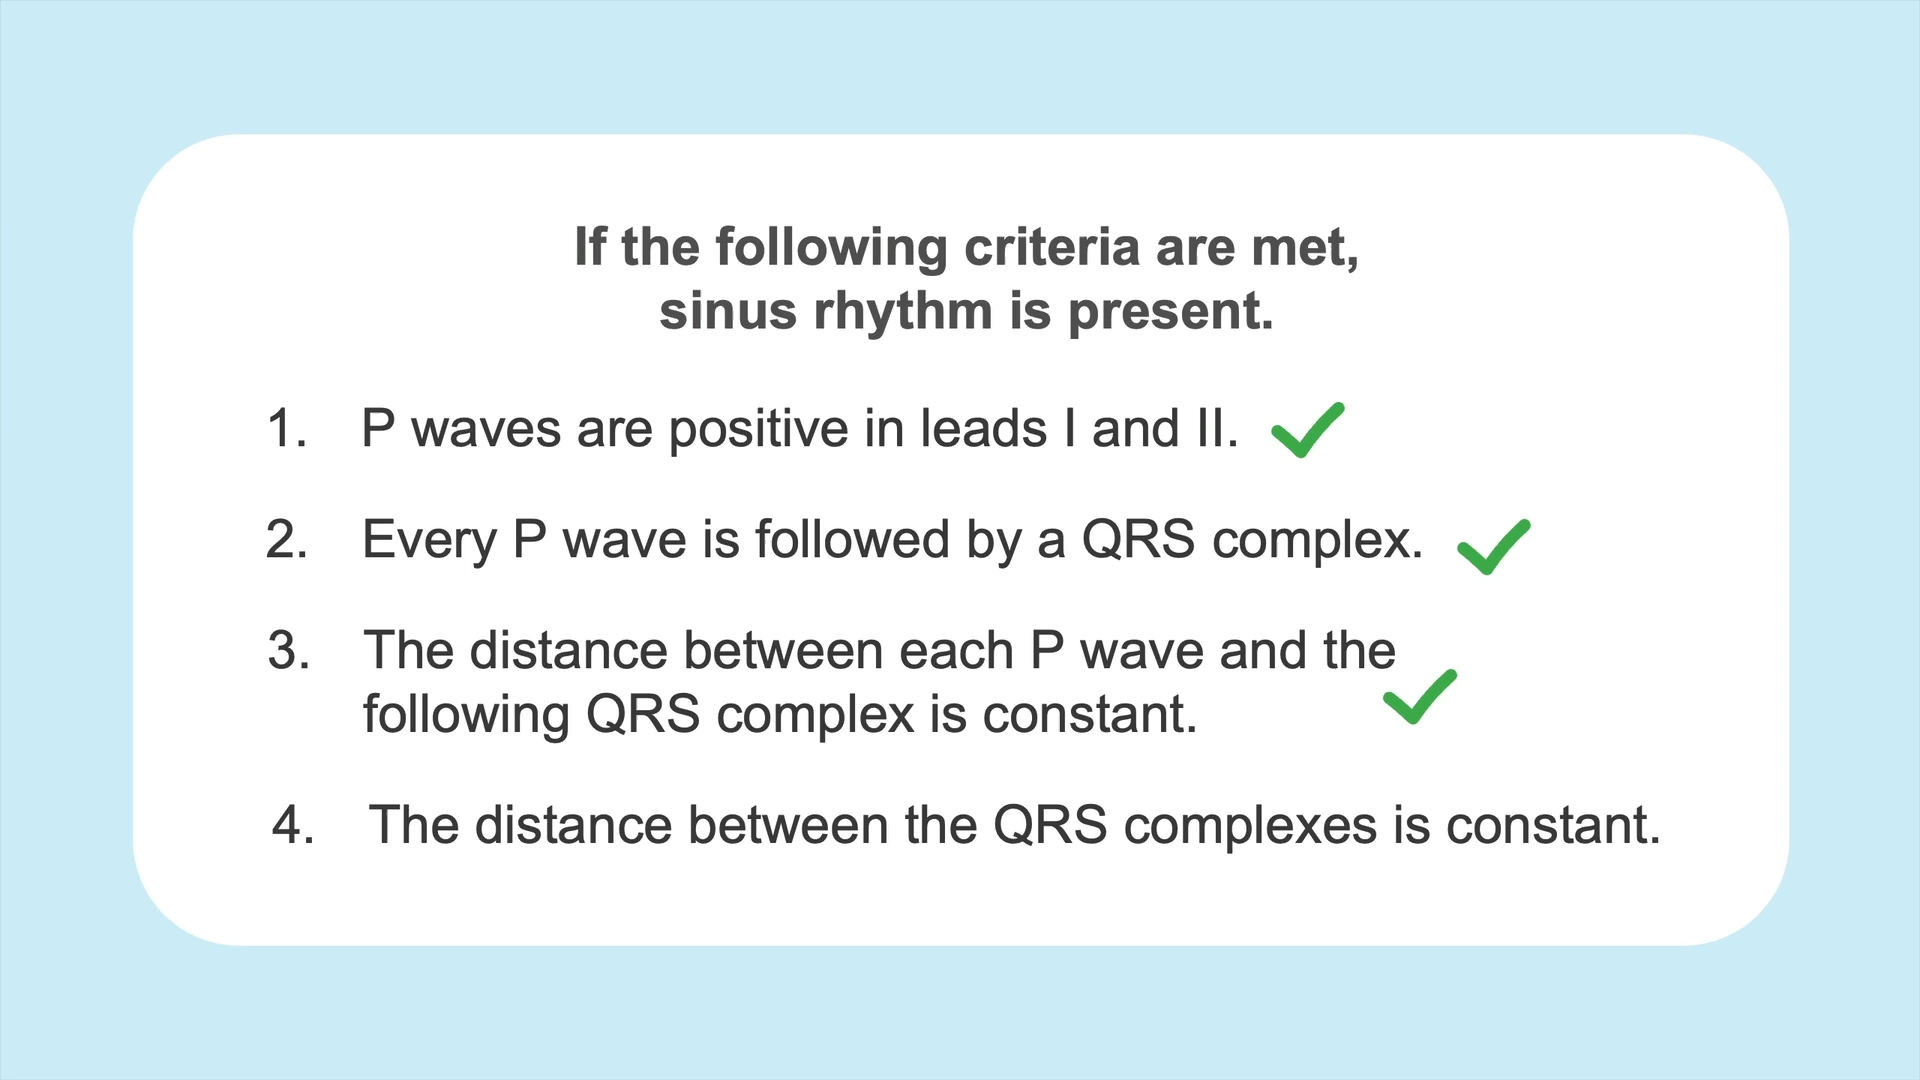 If the following criteria are met,
sinus rhythm is present.
1. P waves are positive in leads I and II.
2. Every P wave is followed by a QRS complex.
3. The distance between each P wave and the
following QRS complex is constant.
4. The distance between the QRS complexes is constant.